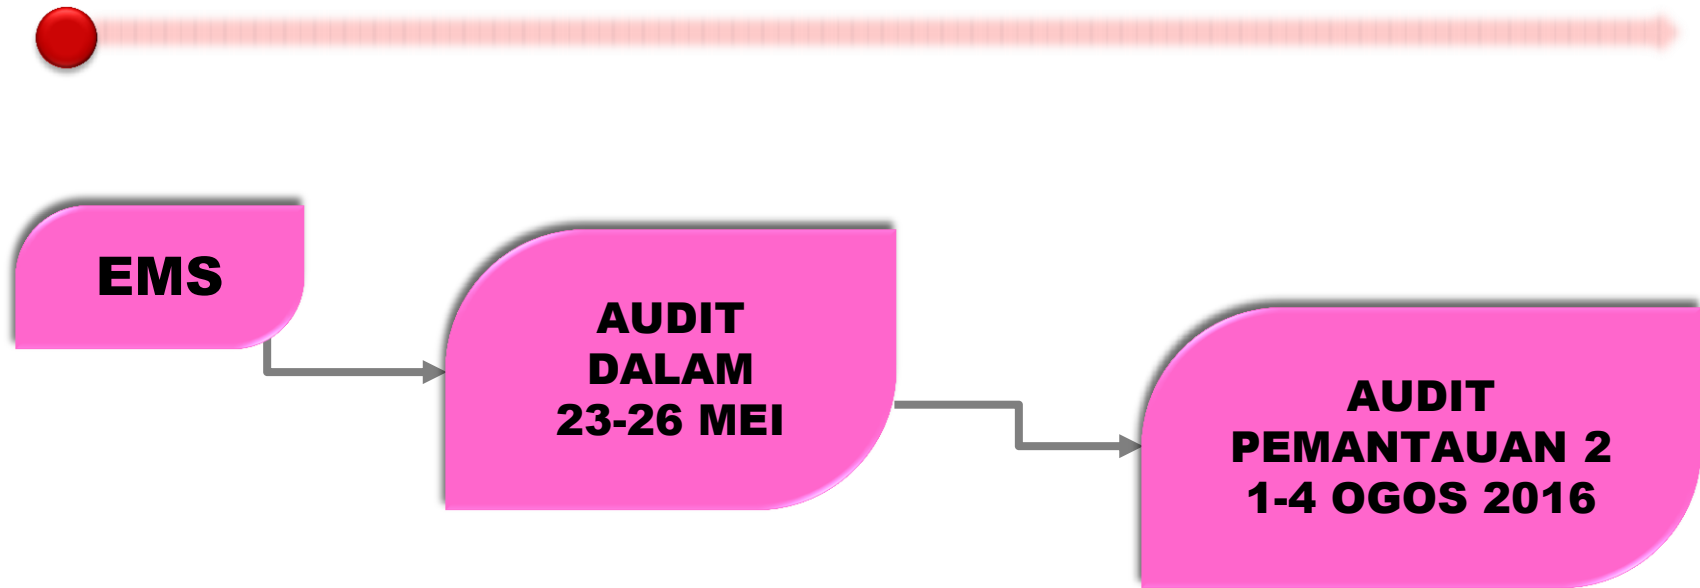 EMS
AUDIT
DALAM
23-26 MEI
AUDIT
PEMANTAUAN 2
1-4 OGOS 2016